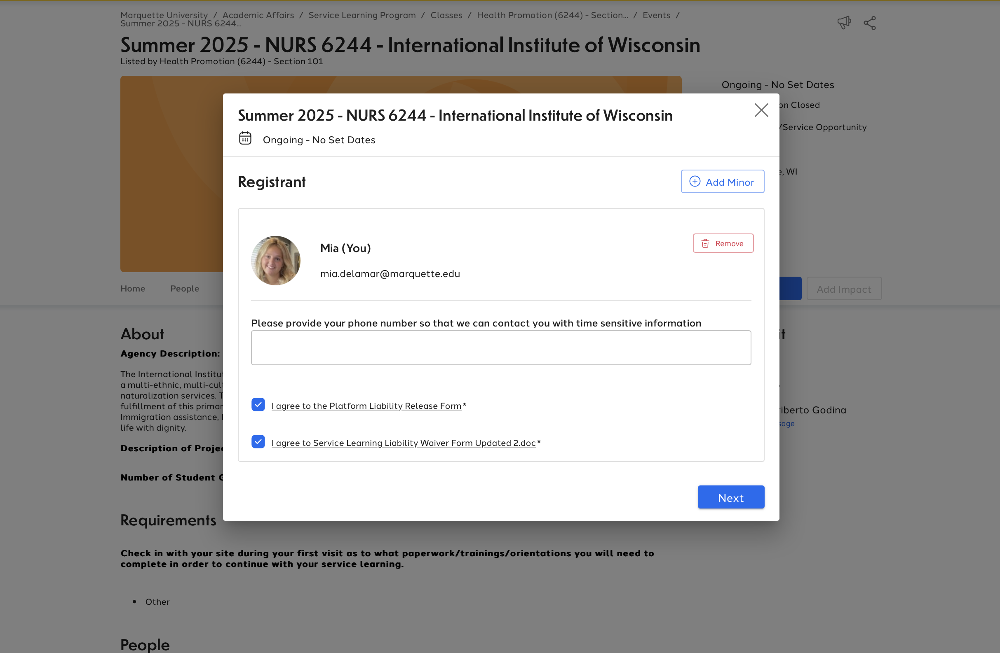 Marquette University / Academic Affairs / Service Learning Program / Classes / Health Promotion (6244) - Section... / Events /
Summer 2025 - NURS 6244...
Summer 2025 - NURS 6244 - International Institute of Wisconsin
Listed by Health Promotion (6244) - Section 101
Ongoing - No Set Dates
on Closed
/Service Opportunity
e, WI
Summer 2025 - NURS 6244 - International Institute of Wisconsin
Ongoing - No Set Dates
Registrant
Add Minor
Mia (You)
Remove
mia.delamar@marquette.edu
Home People
Add Impact
Please provide your phone number so that we can contact you with time sensitive information
I agree to the Platform Liability Release Form*
I agree to Service Learning Liability Waiver Form Updated 2.doc*
Next
About
Agency Description:
The International Institut
a multi-ethnic, multi-cult
naturalization services. T
fulfillment of this primar
Immigration assistance,
life with dignity.
Description of Projec
Number of Student
it
riberto Godina
sage
Requirements
Check in with your site during your first visit as to what paperwork/trainings/orientations you will need to
complete in order to continue with your service learning.
• Other
People